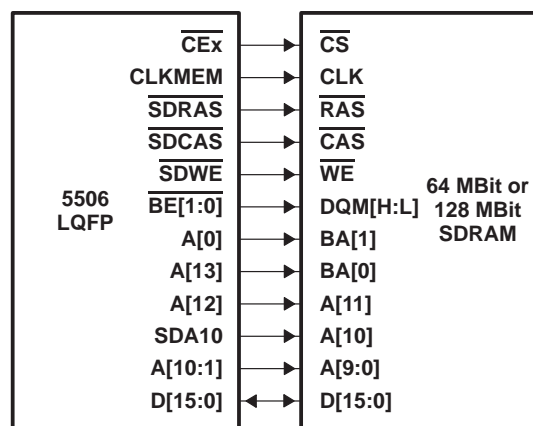 CEx CS
CLKMEM CLK
SDRAS RAS
SDCAS CAS
SDWE WE
5506
LQFP
BE[1:0] DQM[H:L]
64 MBit or
128 MBit
SDRAM
A[0] BA[1]
A[13] BA[0]
A[12] A[11]
SDA10 A[10]
A[10:1] A[9:0]
D[15:0] D[15:0]